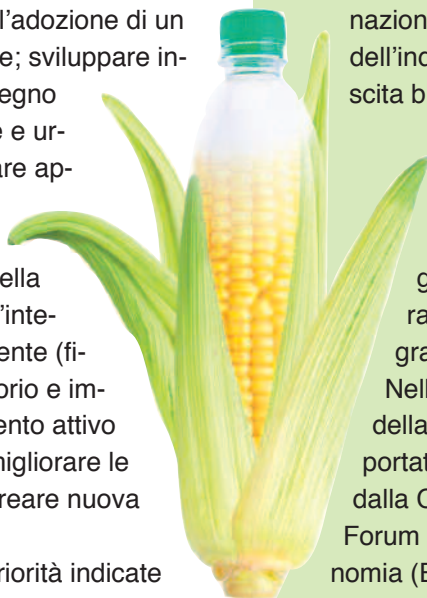 l'adozione di un
e; sviluppare in-
egno
e e ur-
are ap-
ella
l'inte-
ente (fi-
orio e im-
ento attivo
migliorare le
creare nuova
riorità indicate
nazion
dell'ind
scita b
g
ra
gra
Nell
della
portat
dalla C
Forum
nomia (E